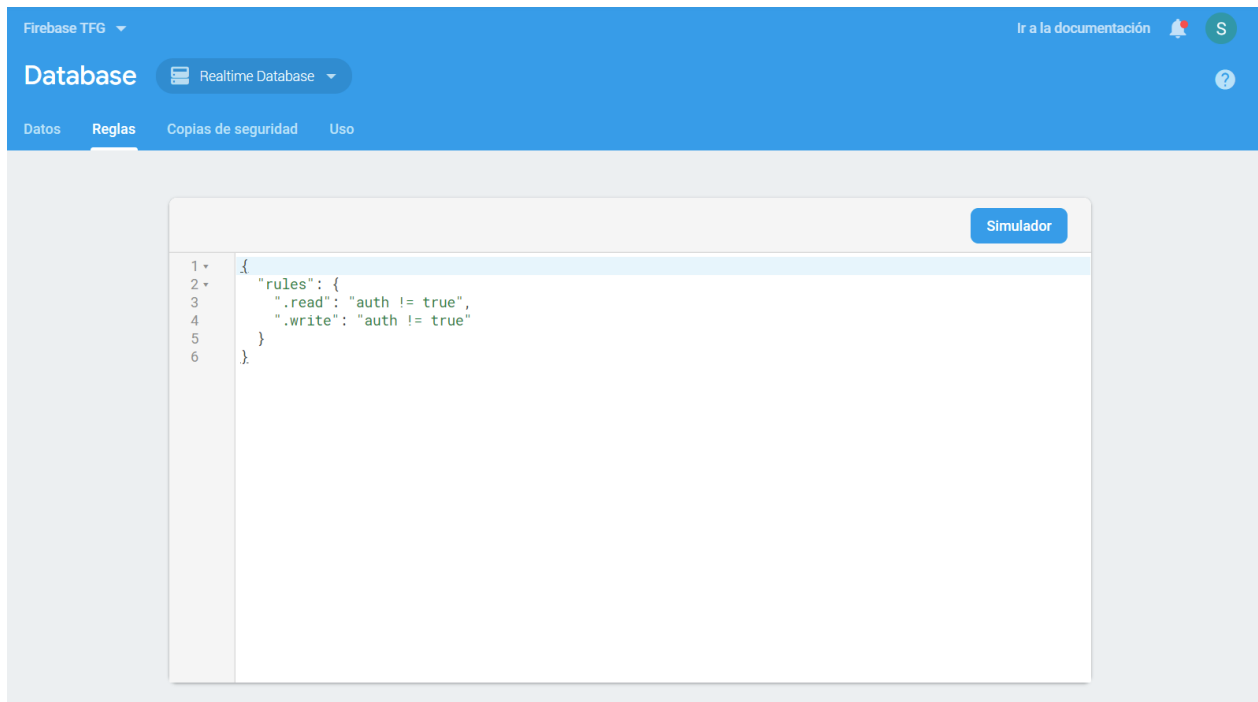 Firebase TFG
Ir a la documentación
S
Database
Realtime Database
?
Datos
Reglas
Copias de seguridad
Uso
Simulador
1 {
2 "rules": {
3 ".read": "auth != true",
4 ".write": "auth != true"
5 }
6 }